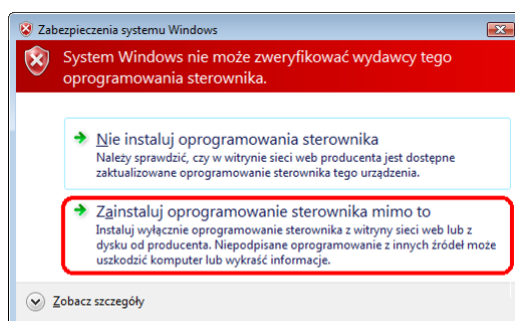 Zabezpieczenia systemu Windows
System Windows nie może zweryfikować wydawcy tego
oprogramowania sterownika.
Nie instaluj oprogramowania sterownika
Należy sprawdzić, czy w witrynie sieci web producenta jest dostępne
zaktualizowane oprogramowanie sterownika tego urządzenia.
Zainstaluj oprogramowanie sterownika mimo to
Instaluj wyłącznie oprogramowanie sterownika z witryny sieci web lub z
dysku od producenta. Niepodpisane oprogramowanie z innych źródeł może
uszkodzić komputer lub wykraść informacje.
Zobacz szczegóły